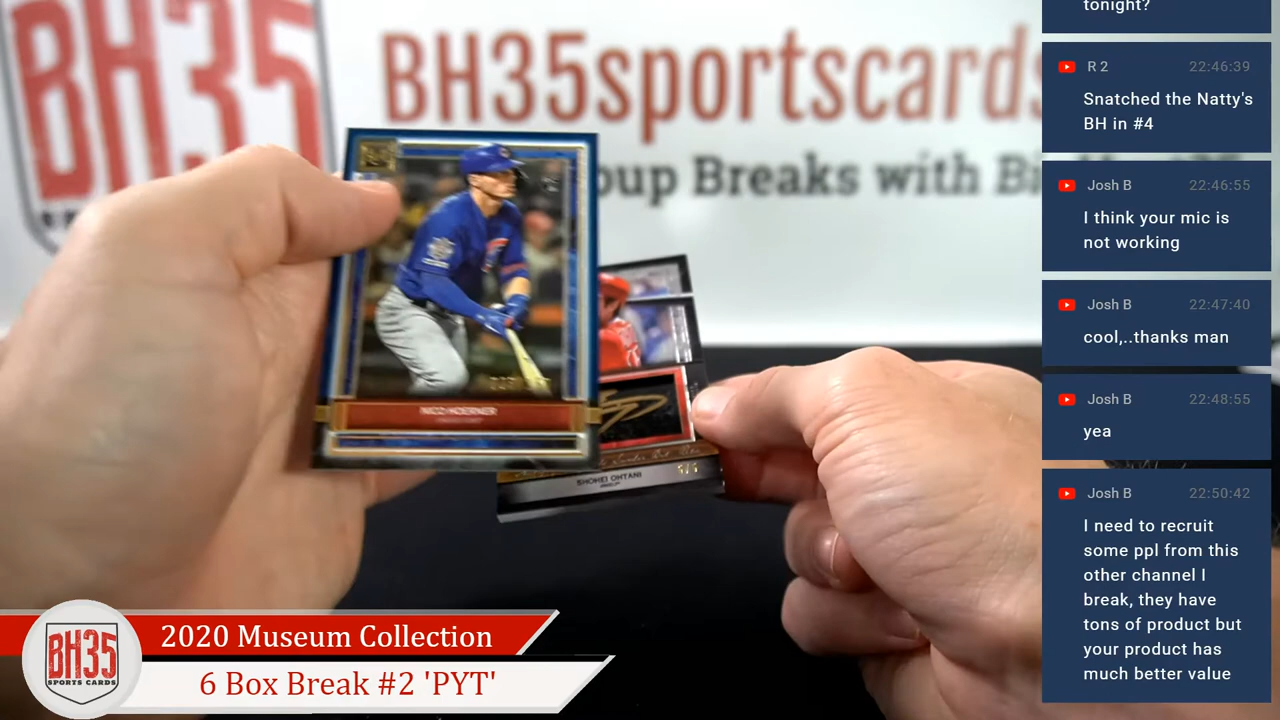 BH35
BH35sportscards
oup Breaks with Bi
NICO HOERNER
SHOHEI OHTANI
BH35
SPORTS CARDS
2020 Museum Collection
6 Box Break #2 'PYT'
tonight?
R 2 22:46:39
Snatched the Natty's
BH in #4
Josh B 22:46:55
I think your mic is
not working
Josh B 22:47:40
cool,..thanks man
Josh B 22:48:55
yea
Josh B 22:50:42
I need to recruit
some ppl from this
other channel I
break, they have
tons of product but
your product has
much better value